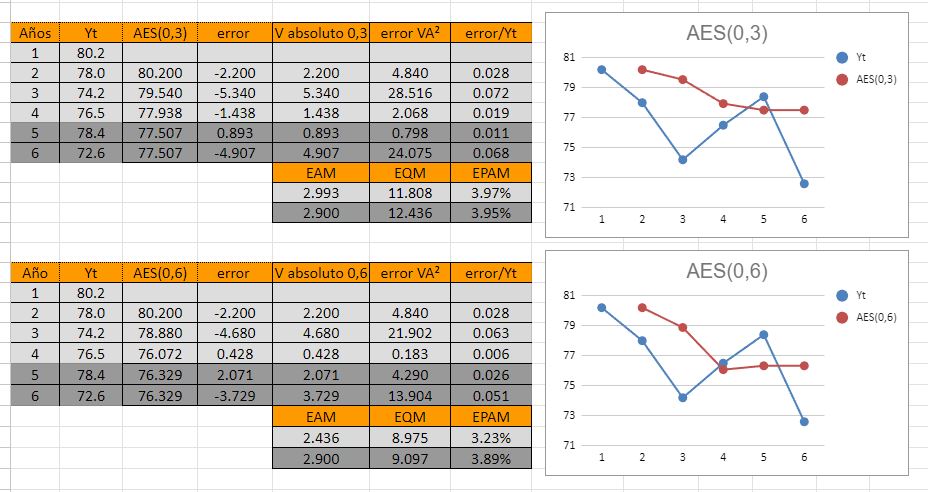 Años Yt AES(0,3) error V absoluto 0,3 error VA² error/Yt
1 80.2
2 78.0 80.200 -2.200 2.200 4.840 0.028
3 74.2 79.540 -5.340 5.340 28.516 0.072
4 76.5 77.938 -1.438 1.438 2.068 0.019
5 78.4 77.507 0.893 0.893 0.798 0.011
6 72.6 77.507 -4.907 4.907 24.075 0.068
EAM EQM EPAM
2.993 11.808 3.97%
2.900 12.436 3.95%
AES(0,3)
81
79
77
75
73
71
1 2 3 4 5 6
Yt
AES(0,3)
Año Yt AES(0,6) error V absoluto 0,6 error VA² error/Yt
1 80.2
2 78.0 80.200 -2.200 2.200 4.840 0.028
3 74.2 78.880 -4.680 4.680 21.902 0.063
4 76.5 76.072 0.428 0.428 0.183 0.006
5 78.4 76.329 2.071 2.071 4.290 0.026
6 72.6 76.329 -3.729 3.729 13.904 0.051
EAM EQM EPAM
2.436 8.975 3.23%
2.900 9.097 3.89%
AES(0,6)
81
79
77
75
73
71
1 2 3 4 5 6
Yt
AES(0,6)